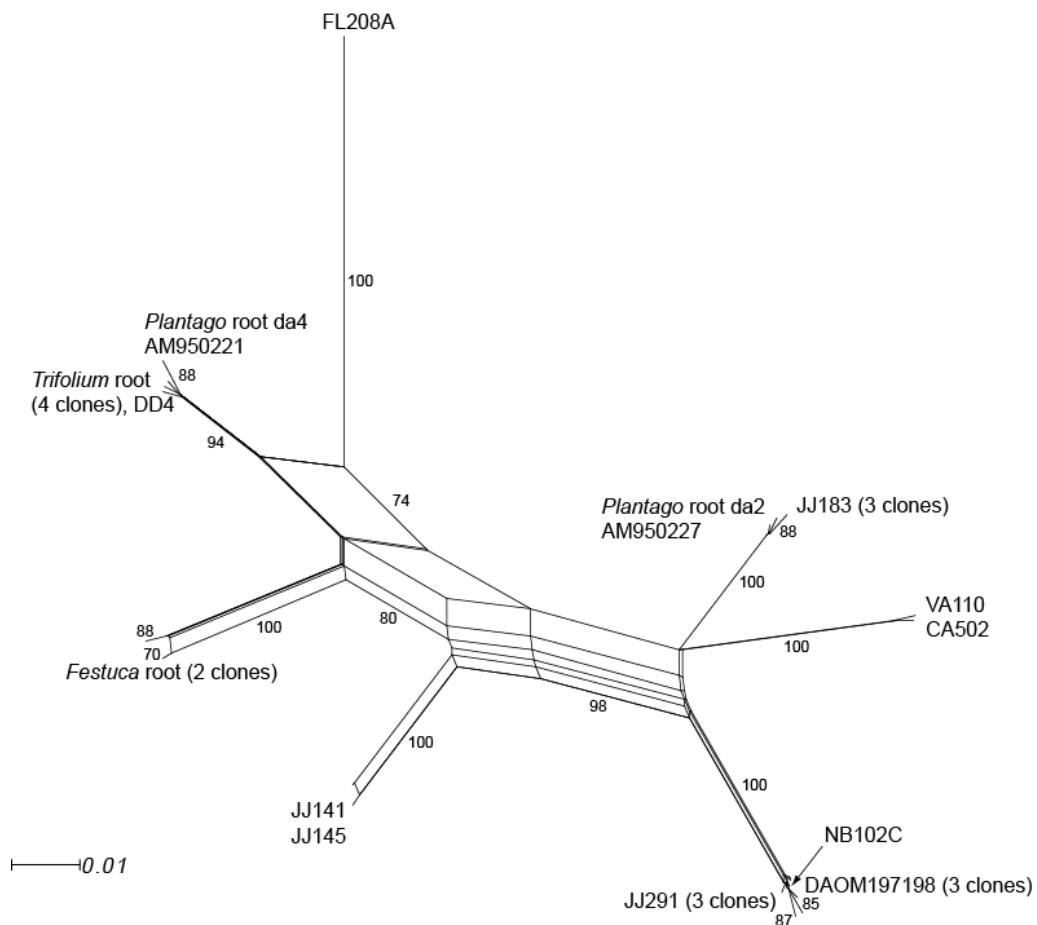 FL208A
100
Plantago root da4
AM950221
88
Trifolium root
(4 clones), DD4
94
74
Plantago root da2
AM950227
JJ183 (3 clones)
88
100
VA110
CA502
100
80
100
88
70
Festuca root (2 clones)
98
100
JJ141
JJ145
100
NB102C
DAOM197198 (3 clones)
JJ291 (3 clones)
85
87
0.01